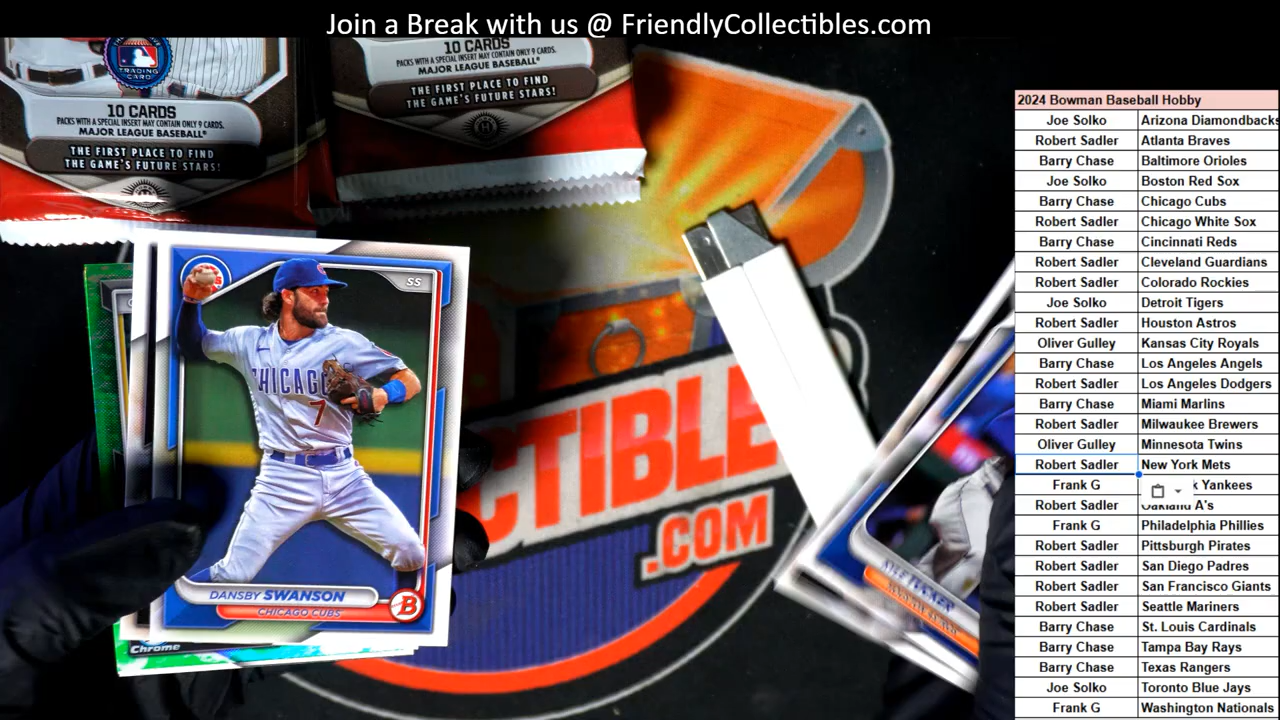 Join a Break with us @ FriendlyCollectibles.com
10 CARDS
PACKS WITH A SPECIAL INSERT MAY CONTAIN ONLY 9 CARDS.
MAJOR LEAGUE BASEBALL®
THE FIRST PLACE TO FIND
THE GAME'S FUTURE STARS!
TRADING
CARD
10 CARDS
PACKS WITH A SPECIAL INSERT MAY CONTAIN ONLY 9 CARDS.
MAJOR LEAGUE BASEBALL®
THE FIRST PLACE TO FIND
THE GAME'S FUTURE STARS!
SS
CHICAGO
7
DANSBY SWANSON
CHICAGO CUBS
B
Chrome
CTIBLE
.COM
2024 Bowman Baseball Hobby
Joe Solko Arizona Diamondbacks
Robert Sadler Atlanta Braves
Barry Chase Baltimore Orioles
Joe Solko Boston Red Sox
Barry Chase Chicago Cubs
Robert Sadler Chicago White Sox
Barry Chase Cincinnati Reds
Robert Sadler Cleveland Guardians
Robert Sadler Colorado Rockies
Joe Solko Detroit Tigers
Robert Sadler Houston Astros
Oliver Gulley Kansas City Royals
Barry Chase Los Angeles Angels
Robert Sadler Los Angeles Dodgers
Barry Chase Miami Marlins
Robert Sadler Milwaukee Brewers
Oliver Gulley Minnesota Twins
Robert Sadler New York Mets
Frank G k Yankees
Robert Sadler Oakland A's
Frank G Philadelphia Phillies
Robert Sadler Pittsburgh Pirates
Robert Sadler San Diego Padres
Robert Sadler San Francisco Giants
Robert Sadler Seattle Mariners
Barry Chase St. Louis Cardinals
Barry Chase Tampa Bay Rays
Barry Chase Texas Rangers
Joe Solko Toronto Blue Jays
Frank G Washington Nationals